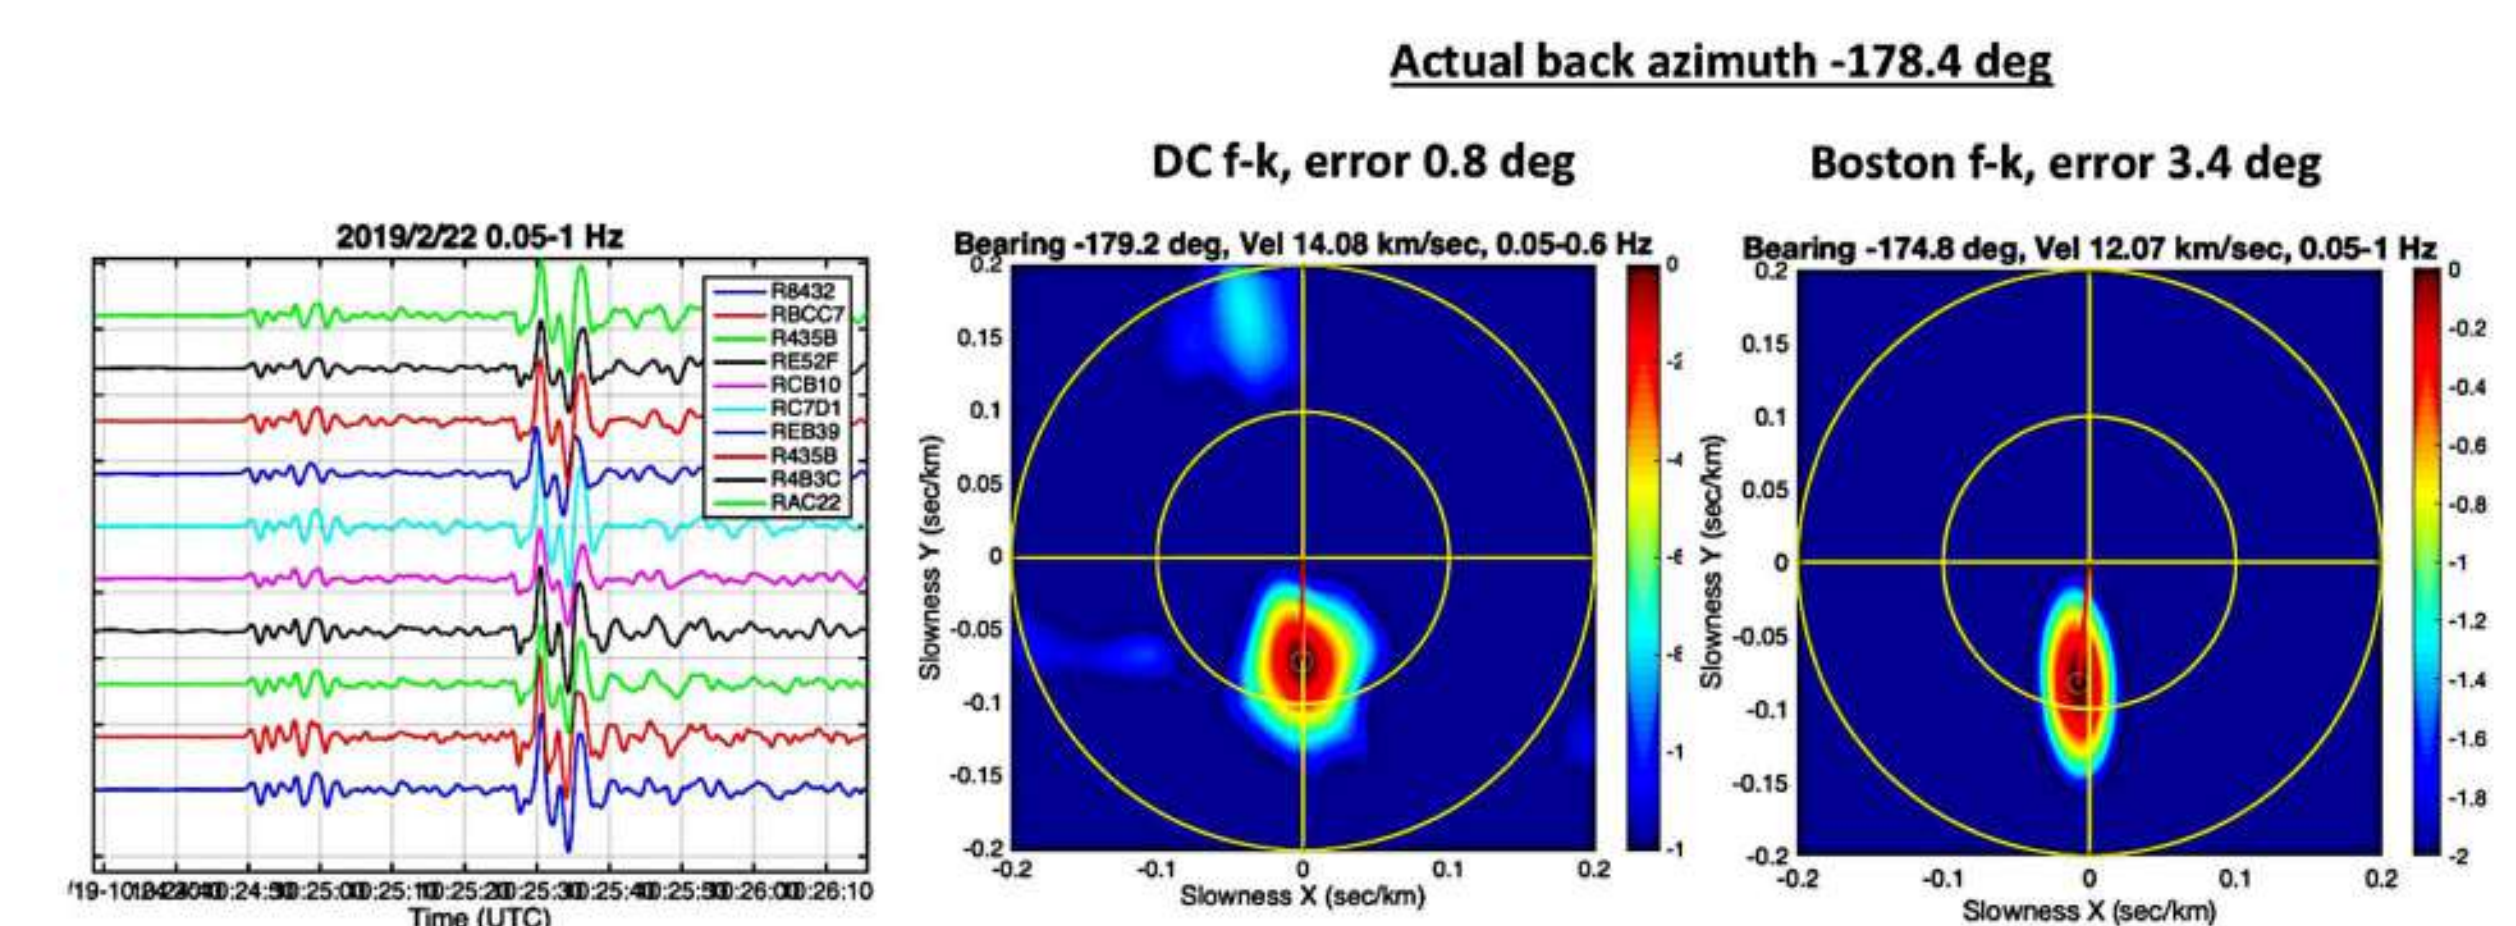 Actual back azimuth -178.4 deg
DC f-k, error 0.8 deg
Boston f-k, error 3.4 deg
2019/2/22 0.05-1 Hz
R8432
RBCC7
R435B
RE52F
RCB10
RC7D1
REB39
R435B
R4B3C
RAC22
Time (UTC)
Bearing -179.2 deg, Vel 14.08 km/sec, 0.05-0.6 Hz
0.2
0.15
0.1
0.05
0
-0.05
-0.1
-0.15
-0.2
Slowness Y (sec/km)
-0.2
-0.1
0
0.1
0.2
Slowness X (sec/km)
0
-2
-4
-1
-1
Bearing -174.8 deg, Vel 12.07 km/sec, 0.05-1 Hz
0.2
0.15
0.1
0.05
0
-0.05
-0.1
-0.15
-0.2
Slowness Y (sec/km)
-0.2
-0.1
0
0.1
0.2
Slowness X (sec/km)
0
-0.2
-0.4
-0.6
-0.8
-1
-1.2
-1.4
-1.6
-1.8
-2